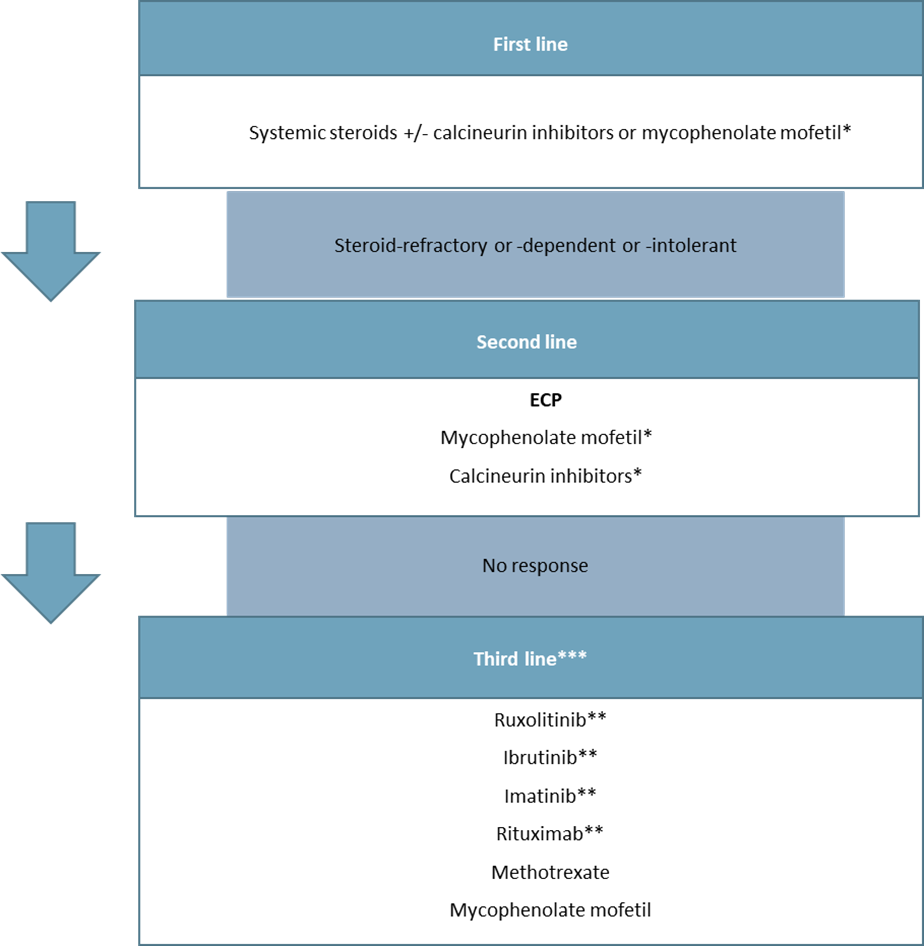 First line
Systemic steroids +/- calcineurin inhibitors or mycophenolate mofetil*
Steroid-refractory or -dependent or -intolerant
Second line
ECP
Mycophenolate mofetil*
Calcineurin inhibitors*
No response
Third line***
Ruxolitinib**
Ibrutinib**
Imatinib**
Rituximab**
Methotrexate
Mycophenolate mofetil